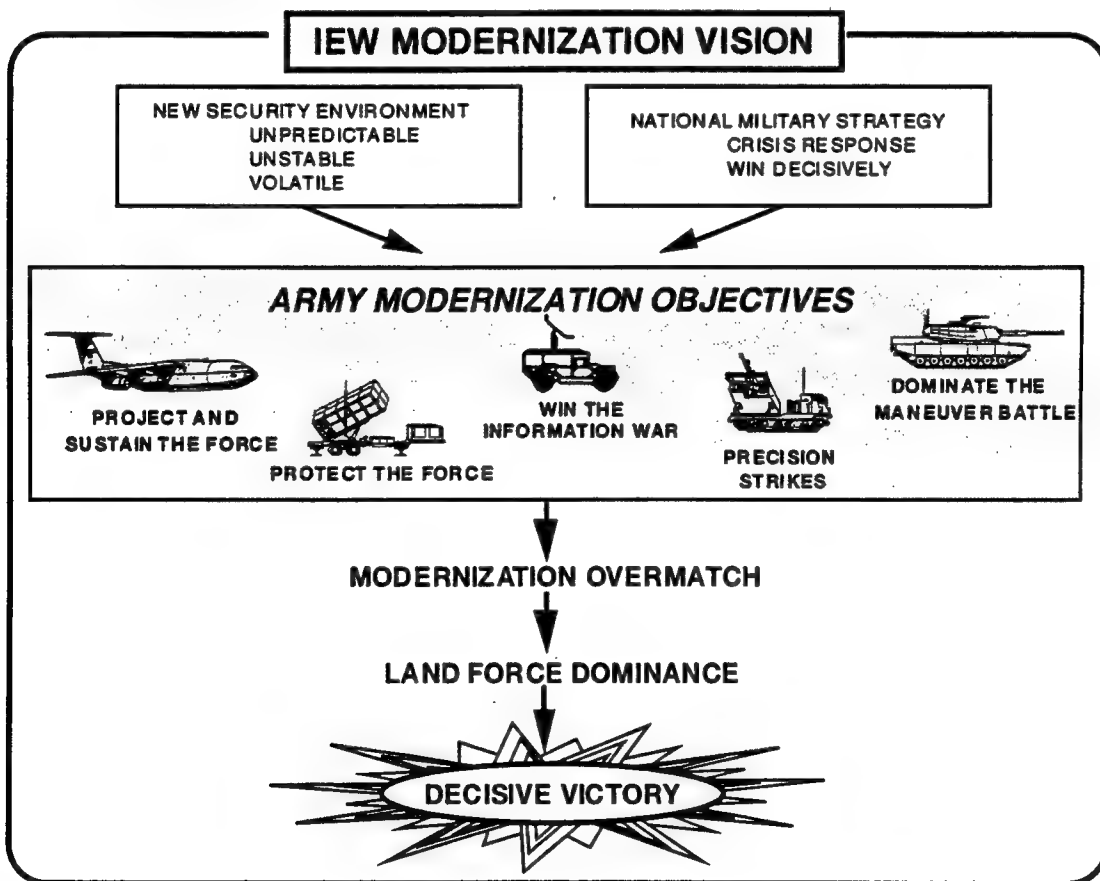 IEW MODERNIZATION VISION
NEW SECURITY ENVIRONMENT
UNPREDICTABLE
UNSTABLE
VOLATILE
NATIONAL MILITARY STRATEGY
CRISIS RESPONSE
WIN DECISIVELY
ARMY MODERNIZATION OBJECTIVES
PROJECT AND
SUSTAIN THE FORCE
PROTECT THE FORCE
WIN THE
INFORMATION WAR
PRECISION
STRIKES
DOMINATE THE
MANEUVER BATTLE
MODERNIZATION OVERMATCH
LAND FORCE DOMINANCE
DECISIVE VICTORY